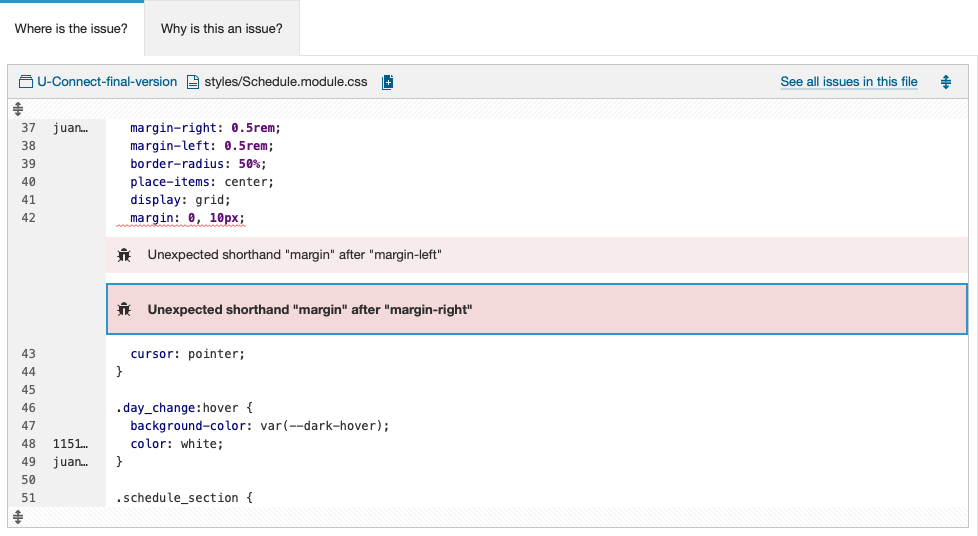 Where is the issue? Why is this an issue?
U-Connect-final-version styles/Schedule.module.css See all issues in this file
37 juan… margin-right: 0.5rem;
38 margin-left: 0.5rem;
39 border-radius: 50%;
40 place-items: center;
41 display: grid;
42 margin: 0, 10px;
Unexpected shorthand "margin" after "margin-left"
Unexpected shorthand "margin" after "margin-right"
43 cursor: pointer;
44 }
45
46 .day_change:hover {
47 background-color: var(--dark-hover);
48 1151… color: white;
49 juan… }
50
51 .schedule_section {